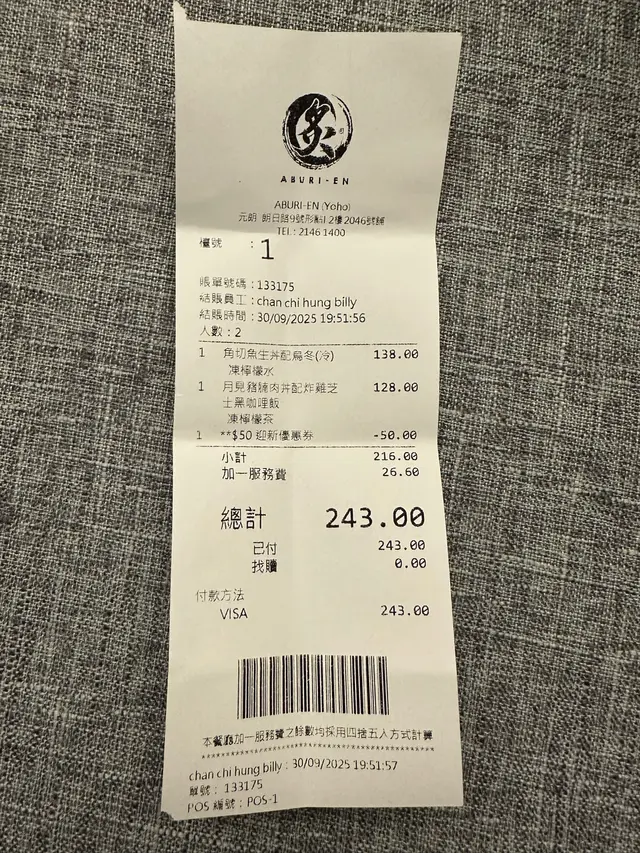 炙
ABURI-EN
ABURI-EN (Yoho)
元朗 朗日路9號形點I 2樓 2046號舖
TEL : 2146 1400
檯號 : 1
賬單號碼 : 133175
結賬員工 : chan chi hung billy
結賬時間 : 30/09/2025 19:51:56
人數 : 2
1 角切魚生丼配烏冬(冷) 138.00
凍檸檬水
1 月見豬腩肉丼配炸雞芝 128.00
士黑咖喱飯
凍檸檬茶
1 **$50 迎新優惠券 -50.00
小計 216.00
加一服務費 26.60
總計 243.00
已付 243.00
找贖 0.00
付款方法
VISA 243.00
本餐廳加一服務費之餘數均採用四捨五入方式計算
chan chi hung billy : 30/09/2025 19:51:57
單號 : 133175
POS 編號 : POS-1